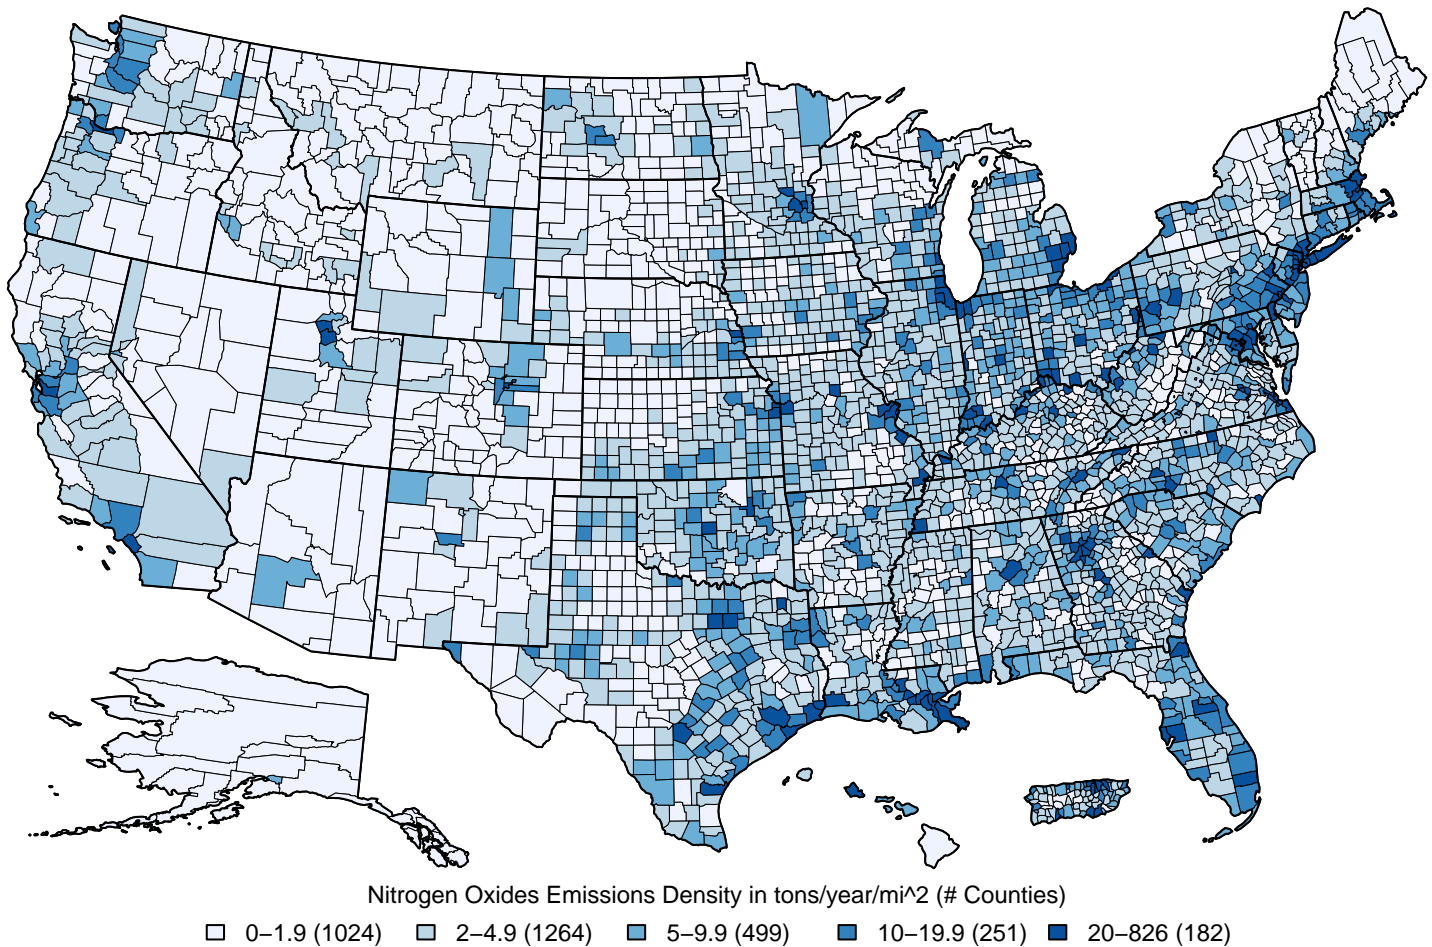 Nitrogen Oxides Emissions Density in tons/year/mi^2 (# Counties)
0−1.9 (1024) 2−4.9 (1264) 5−9.9 (499) 10−19.9 (251) 20−826 (182)